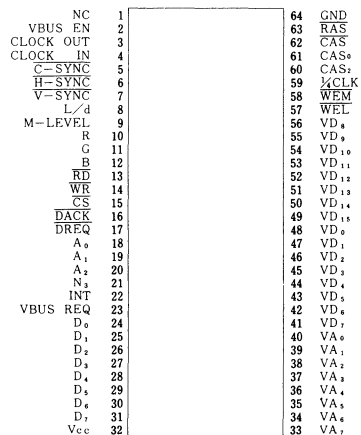 NC 1 64 GND
VBUS EN 2 63 RAS
CLOCK OUT 3 62 CAS
CLOCK IN 4 61 CAS₀
C-SYNC 5 60 CAS₂
H-SYNC 6 59 ¼CLK
V-SYNC 7 58 WEM
L/d 8 57 WEL
M-LEVEL 9 56 VD₈
R 10 55 VD₉
G 11 54 VD₁₀
B 12 53 VD₁₁
RD 13 52 VD₁₂
WR 14 51 VD₁₃
CS 15 50 VD₁₄
DACK 16 49 VD₁₅
DREQ 17 48 VD₀
A₀ 18 47 VD₁
A₁ 19 46 VD₂
A₂ 20 45 VD₃
N₃ 21 44 VD₄
INT 22 43 VD₅
VBUS REQ 23 42 VD₆
D₀ 24 41 VD₇
D₁ 25 40 VA₀
D₂ 26 39 VA₁
D₃ 27 38 VA₂
D₄ 28 37 VA₃
D₅ 29 36 VA₄
D₆ 30 35 VA₅
D₇ 31 34 VA₆
Vcc 32 33 VA₇